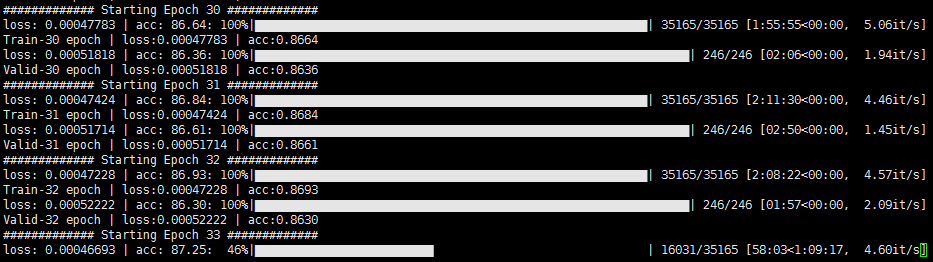 ############# Starting Epoch 30 #############
loss: 0.00047783 | acc: 86.64: 100%|| 35165/35165 [1:55:55<00:00,  5.06it/s]
Train-30 epoch | loss:0.00047783 | acc:0.8664
loss: 0.00051818 | acc: 86.36: 100%|| 246/246 [02:06<00:00,  1.94it/s]
Valid-30 epoch | loss:0.00051818 | acc:0.8636
############# Starting Epoch 31 #############
loss: 0.00047424 | acc: 86.84: 100%|| 35165/35165 [2:11:30<00:00,  4.46it/s]
Train-31 epoch | loss:0.00047424 | acc:0.8684
loss: 0.00051714 | acc: 86.61: 100%|| 246/246 [02:50<00:00,  1.45it/s]
Valid-31 epoch | loss:0.00051714 | acc:0.8661
############# Starting Epoch 32 #############
loss: 0.00047228 | acc: 86.93: 100%|| 35165/35165 [2:08:22<00:00,  4.57it/s]
Train-32 epoch | loss:0.00047228 | acc:0.8693
loss: 0.00052222 | acc: 86.30: 100%|| 246/246 [01:57<00:00,  2.09it/s]
Valid-32 epoch | loss:0.00052222 | acc:0.8630
############# Starting Epoch 33 #############
loss: 0.00046693 | acc: 87.25:  46%|| 16031/35165 [58:03<1:09:17,  4.60it/s]